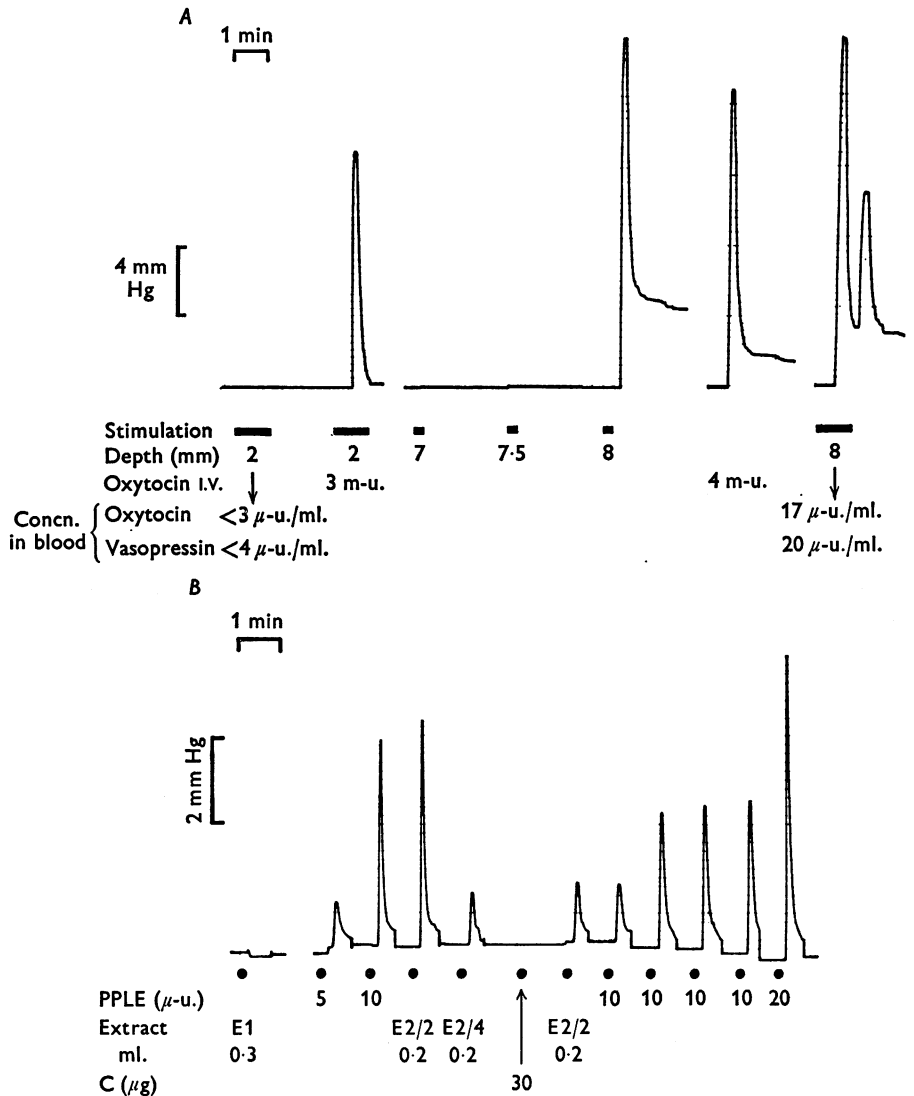 A
1 min
4 mm
Hg
Stimulation
Depth (mm) 2 2 7 7·5 8 8
Oxytocin I.V. 3 m-u. 4 m-u.
Concn. in blood
Oxytocin <3 μ-u./ml. 17 μ-u./ml.
Vasopressin <4 μ-u./ml. 20 μ-u./ml.
B
1 min
2 mm Hg
PPLE (μ-u.) 5 10 10 10 10 10 20
Extract E1 E2/2 E2/4 E2/2
ml. 0·3 0·2 0·2 0·2
C (μg) 30